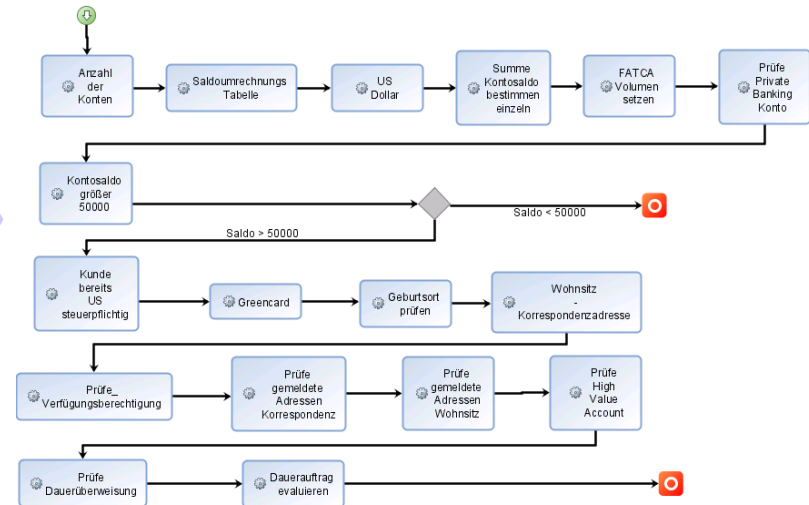 Anzahl
der
Konten
Saldoumrechnungs
Tabelle
US
Dollar
Summe
Kontosaldo
bestimmen
einzeln
FATCA
Volumen
setzen
Prüfe
Private
Banking
Konto
Kontosaldo
größer
50000
Saldo < 50000
Saldo > 50000
Kunde
bereits
US
steuerpflichtig
Greencard
Geburtsort
prüfen
Wohnsitz
-
Korrespondenzadresse
Prüfe_
Verfügungsberechtigung
Prüfe
gemeldete
Adressen
Korrespondenz
Prüfe
gemeldete
Adressen
Wohnsitz
Prüfe
High
Value
Account
Prüfe
Dauerüberweisung
Dauerauftrag
evaluieren